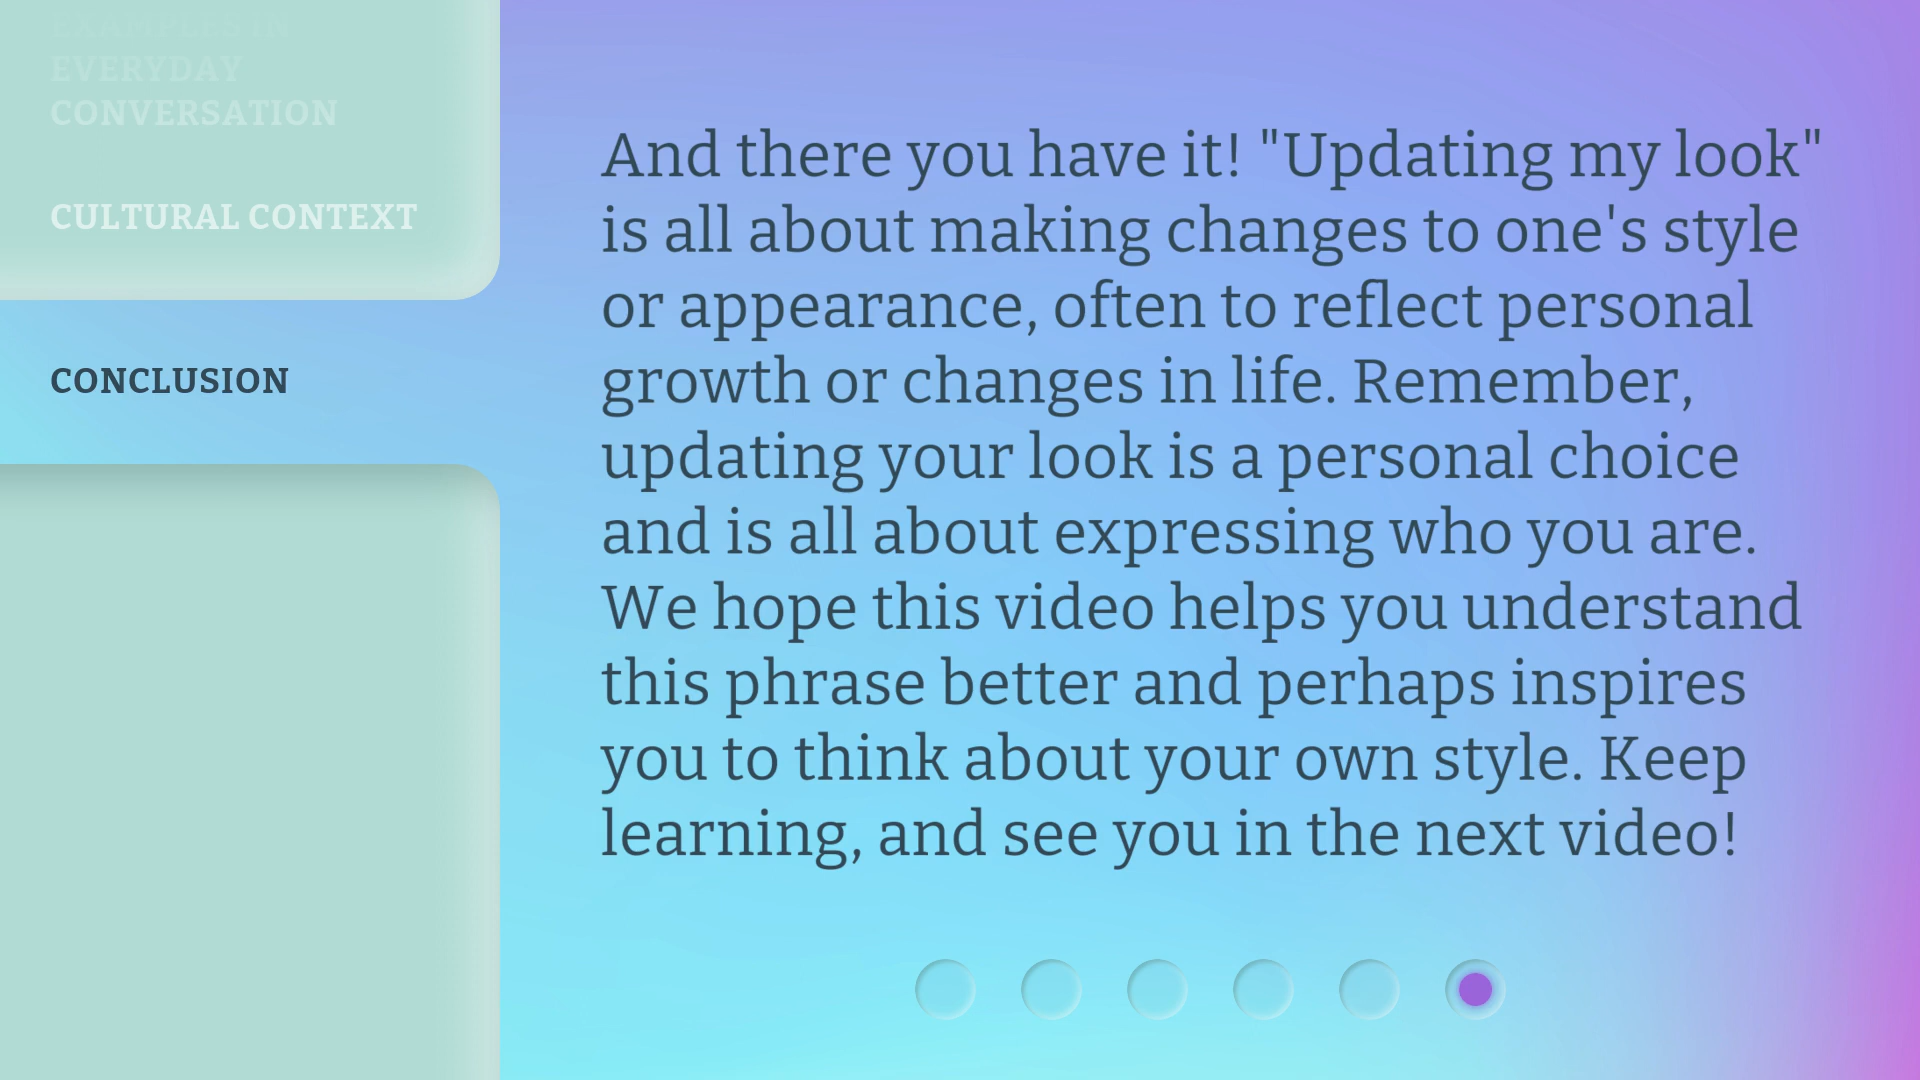 EXAMPLES IN
EVERYDAY
CONVERSATION
CULTURAL CONTEXT
CONCLUSION
And there you have it! "Updating my look"
is all about making changes to one's style
or appearance, often to reflect personal
growth or changes in life. Remember,
updating your look is a personal choice
and is all about expressing who you are.
We hope this video helps you understand
this phrase better and perhaps inspires
you to think about your own style. Keep
learning, and see you in the next video!